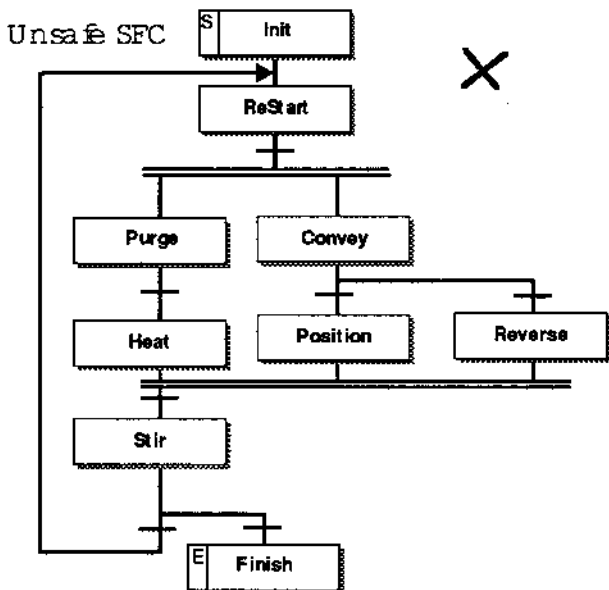 Unsafe SFC
S
Init
ReStart
Purge
Convey
Heat
Position
Reverse
Stir
E
Finish